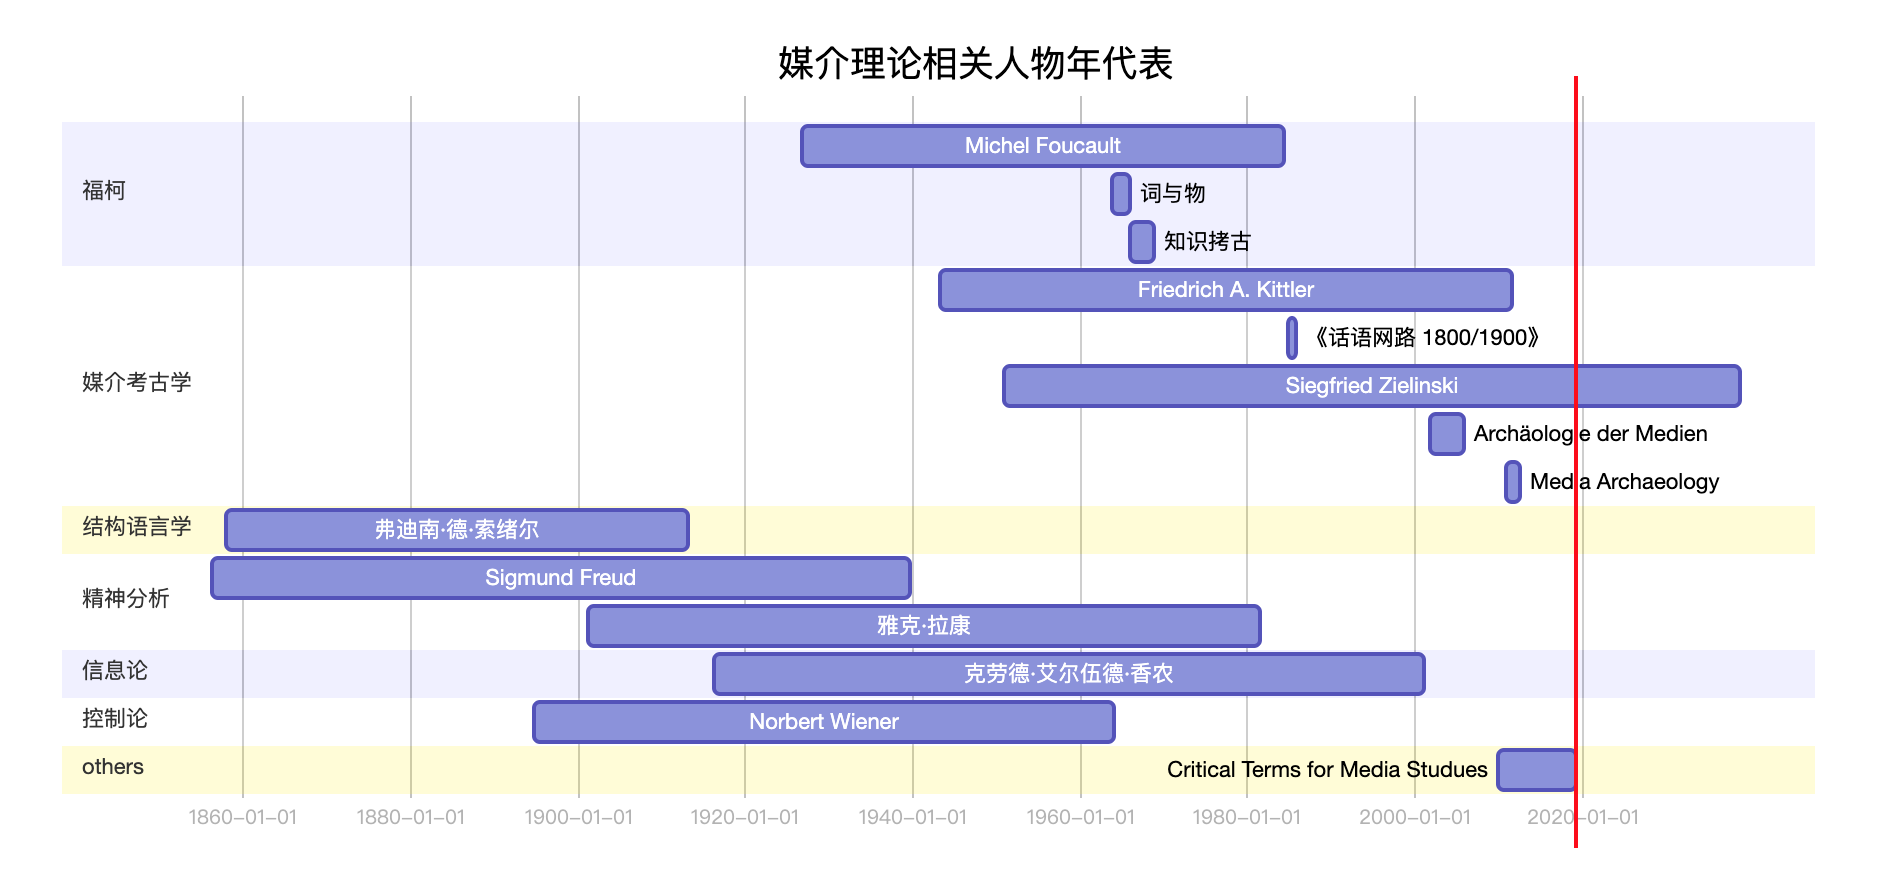 媒介理论相关人物年代表
福柯
Michel Foucault
词与物
知识拷古
媒介考古学
Friedrich A. Kittler
《话语网路 1800/1900》
Siegfried Zielinski
Archäologie der Medien
Media Archaeology
结构语言学
弗迪南·德·索绪尔
精神分析
Sigmund Freud
雅克·拉康
信息论
克劳德·艾尔伍德·香农
控制论
Norbert Wiener
others
Critical Terms for Media Studues
1860-01-01
1880-01-01
1900-01-01
1920-01-01
1940-01-01
1960-01-01
1980-01-01
2000-01-01
2020-01-01